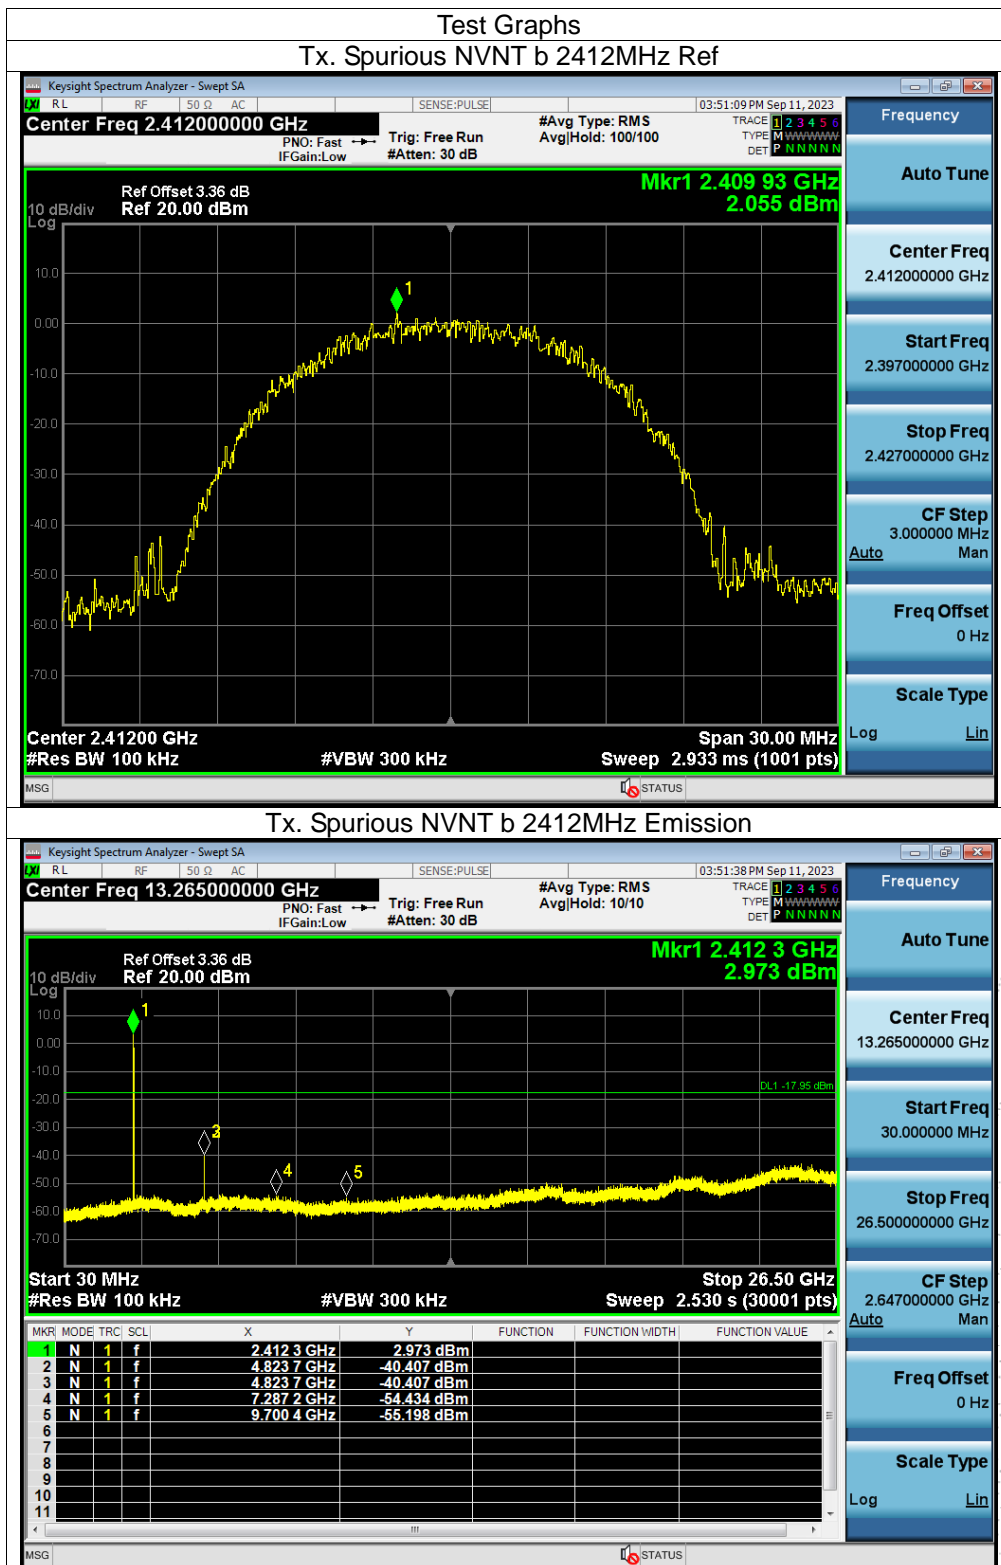 Test Graphs
Tx. Spurious NVNT b 2412MHz Ref
Keysight Spectrum Analyzer - Swept SA
LXI RL RF 50 Ω AC SENSE:PULSE 03:51:09 PM Sep 11, 2023
Center Freq 2.412000000 GHz
PNO: Fast
IFGain:Low
Trig: Free Run
#Atten: 30 dB
#Avg Type: RMS
Avg|Hold: 100/100
TRACE 1 2 3 4 5 6
TYPE M WWWWW
DET P N N N N N
Mkr1 2.409 93 GHz
2.055 dBm
Ref Offset 3.36 dB
10 dB/div Ref 20.00 dBm
Log
1
10.0
0.00
-10.0
-20.0
-30.0
-40.0
-50.0
-60.0
-70.0
Center 2.41200 GHz Span 30.00 MHz
#Res BW 100 kHz #VBW 300 kHz Sweep 2.933 ms (1001 pts)
MSG STATUS
Frequency
Auto Tune
Center Freq
2.412000000 GHz
Start Freq
2.397000000 GHz
Stop Freq
2.427000000 GHz
CF Step
3.000000 MHz
Auto Man
Freq Offset
0 Hz
Scale Type
Log Lin
Tx. Spurious NVNT b 2412MHz Emission
Keysight Spectrum Analyzer - Swept SA
LXI RL RF 50 Ω AC SENSE:PULSE 03:51:38 PM Sep 11, 2023
Center Freq 13.265000000 GHz
PNO: Fast
IFGain:Low
Trig: Free Run
#Atten: 30 dB
#Avg Type: RMS
Avg|Hold: 10/10
TRACE 1 2 3 4 5 6
TYPE M WWWWW
DET P N N N N N
Mkr1 2.412 3 GHz
2.973 dBm
Ref Offset 3.36 dB
10 dB/div Ref 20.00 dBm
Log
10.0
0.00
-10.0
-20.0
-30.0
-40.0
-50.0
-60.0
-70.0
1
DL1 -17.95 dBm
3
4
5
Start 30 MHz Stop 26.50 GHz
#Res BW 100 kHz #VBW 300 kHz Sweep 2.530 s (30001 pts)
MKR MODE TRC SCL X Y FUNCTION FUNCTION WIDTH FUNCTION VALUE
1 N 1 f 2.412 3 GHz 2.973 dBm
2 N 1 f 4.823 7 GHz -40.407 dBm
3 N 1 f 4.823 7 GHz -40.407 dBm
4 N 1 f 7.287 2 GHz -54.434 dBm
5 N 1 f 9.700 4 GHz -55.198 dBm
6
7
8
9
10
11
MSG STATUS
Frequency
Auto Tune
Center Freq
13.265000000 GHz
Start Freq
30.000000 MHz
Stop Freq
26.500000000 GHz
CF Step
2.647000000 GHz
Auto Man
Freq Offset
0 Hz
Scale Type
Log Lin